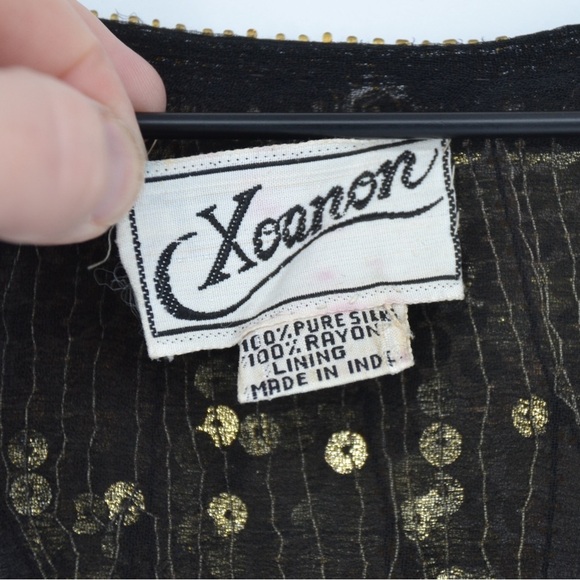 Xoanon
100% PURE SILK
100% RAYON
LINING
MADE IN INDI